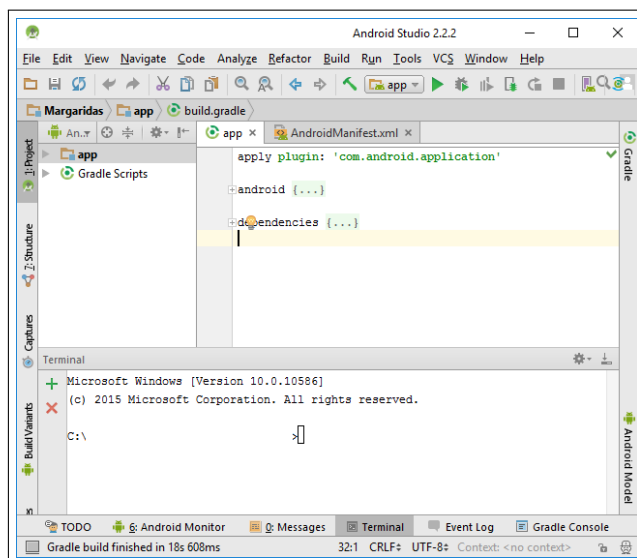 Android Studio 2.2.2
File Edit View Navigate Code Analyze Refactor Build Run Tools VCS Window Help
app
Margaridas app build.gradle
An... app × AndroidManifest.xml ×
1: Project
app
Gradle Scripts
apply plugin: 'com.android.application'
android {...}
dependencies {...}
Gradle
7: Structure
Captures
Build Variants
Terminal
Microsoft Windows [Version 10.0.10586]
(c) 2015 Microsoft Corporation. All rights reserved.
C:\ >
Android Model
TODO 6: Android Monitor 0: Messages Terminal Event Log Gradle Console
Gradle build finished in 18s 608ms 32:1 CRLF UTF-8 Context: <no context>